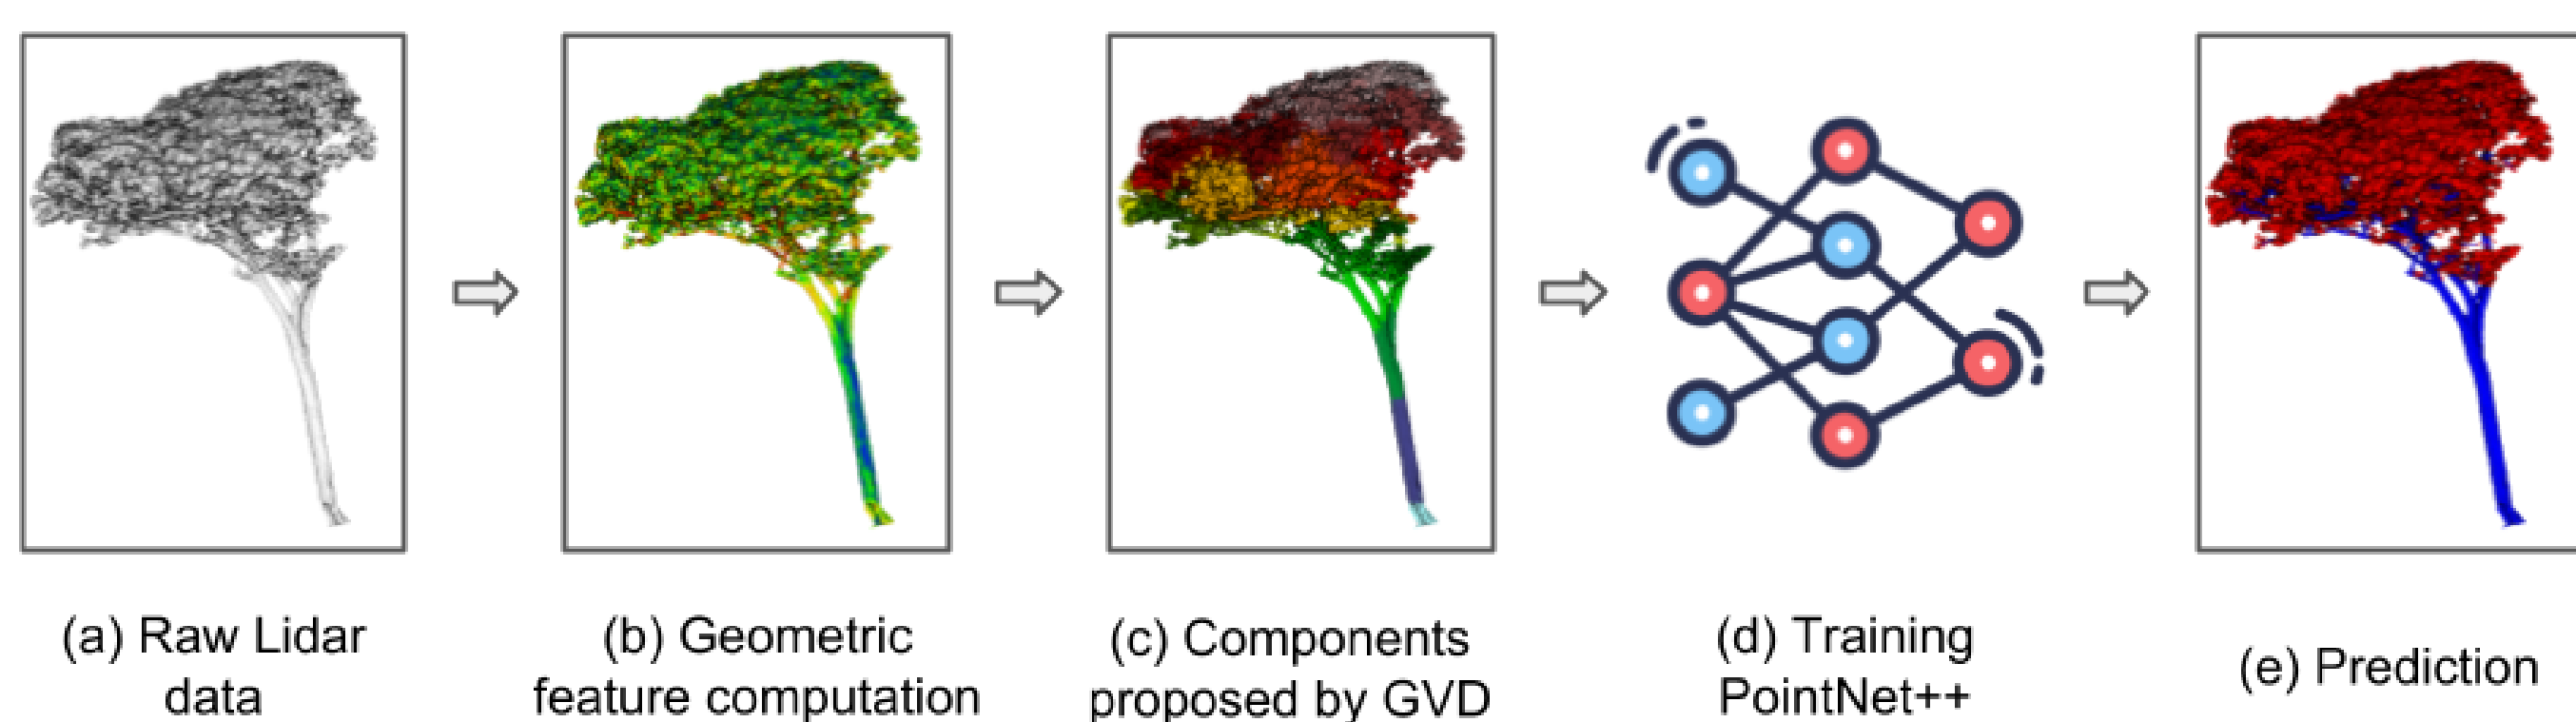 (a) Raw Lidar
data
(b) Geometric
feature computation
(c) Components
proposed by GVD
(d) Training
PointNet++
(e) Prediction